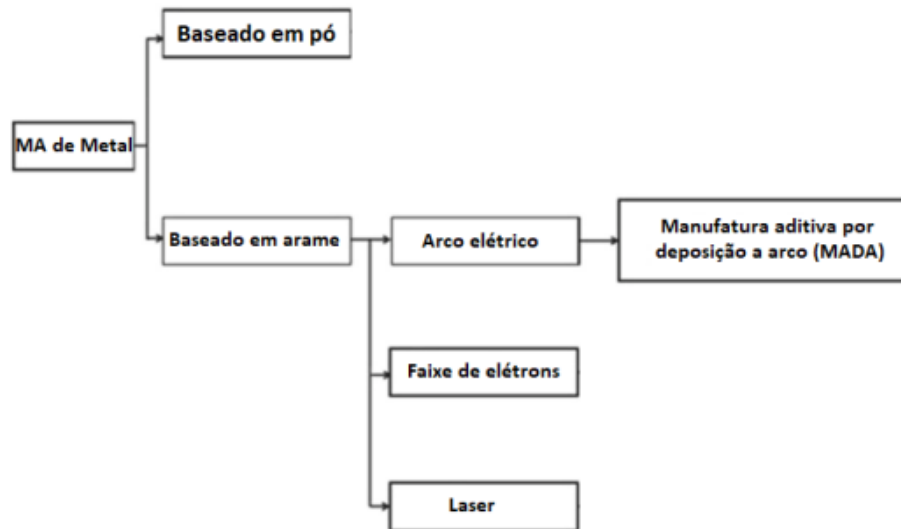 Baseado em pó
MA de Metal
Baseado em arame
Arco elétrico
Manufatura aditiva por
deposição a arco (MADA)
Faixe de elétrons
Laser